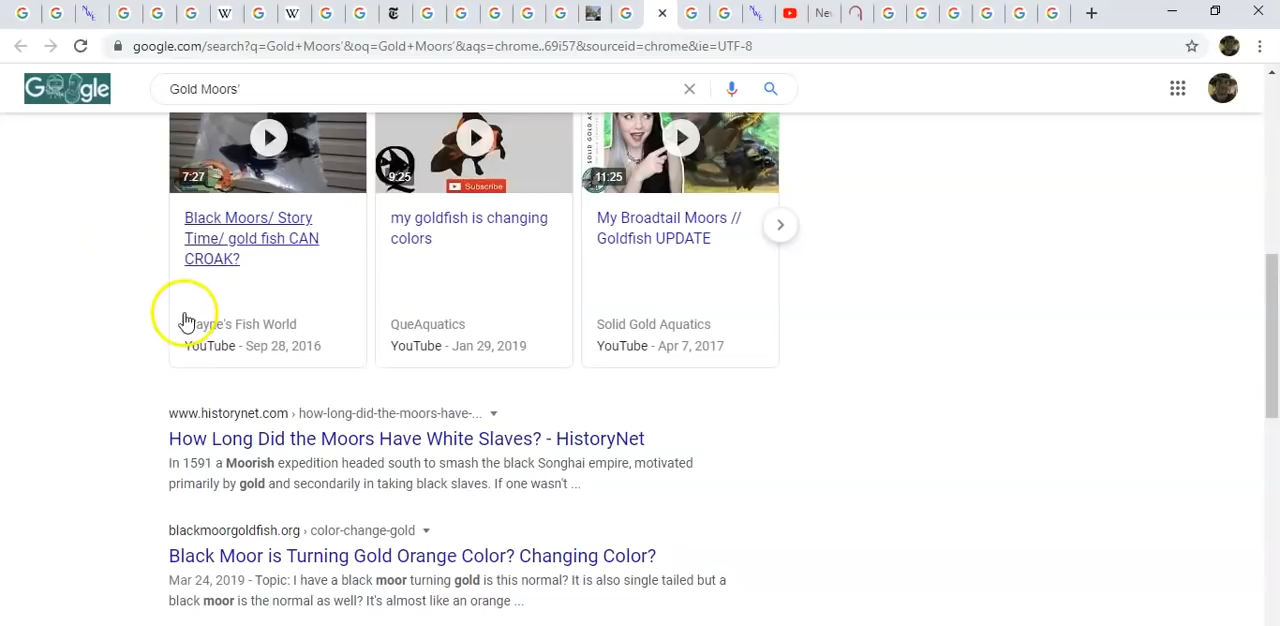 New
google.com/search?q=Gold+Moors'&oq=Gold+Moors'&aqs=chrome..69i57&sourceid=chrome&ie=UTF-8
Google
Gold Moors'
7:27
9:25
Subscribe
11:25
SOLID GOLD
Black Moors/ Story
Time/ gold fish CAN
CROAK?
my goldfish is changing
colors
My Broadtail Moors //
Goldfish UPDATE
ayne's Fish World
QueAquatics
Solid Gold Aquatics
YouTube - Sep 28, 2016
YouTube - Jan 29, 2019
YouTube - Apr 7, 2017
www.historynet.com › how-long-did-the-moors-have-...
How Long Did the Moors Have White Slaves? - HistoryNet
In 1591 a Moorish expedition headed south to smash the black Songhai empire, motivated
primarily by gold and secondarily in taking black slaves. If one wasn't ...
blackmoorgoldfish.org › color-change-gold
Black Moor is Turning Gold Orange Color? Changing Color?
Mar 24, 2019 - Topic: I have a black moor turning gold is this normal? It is also single tailed but a
black moor is the normal as well? It's almost like an orange ...